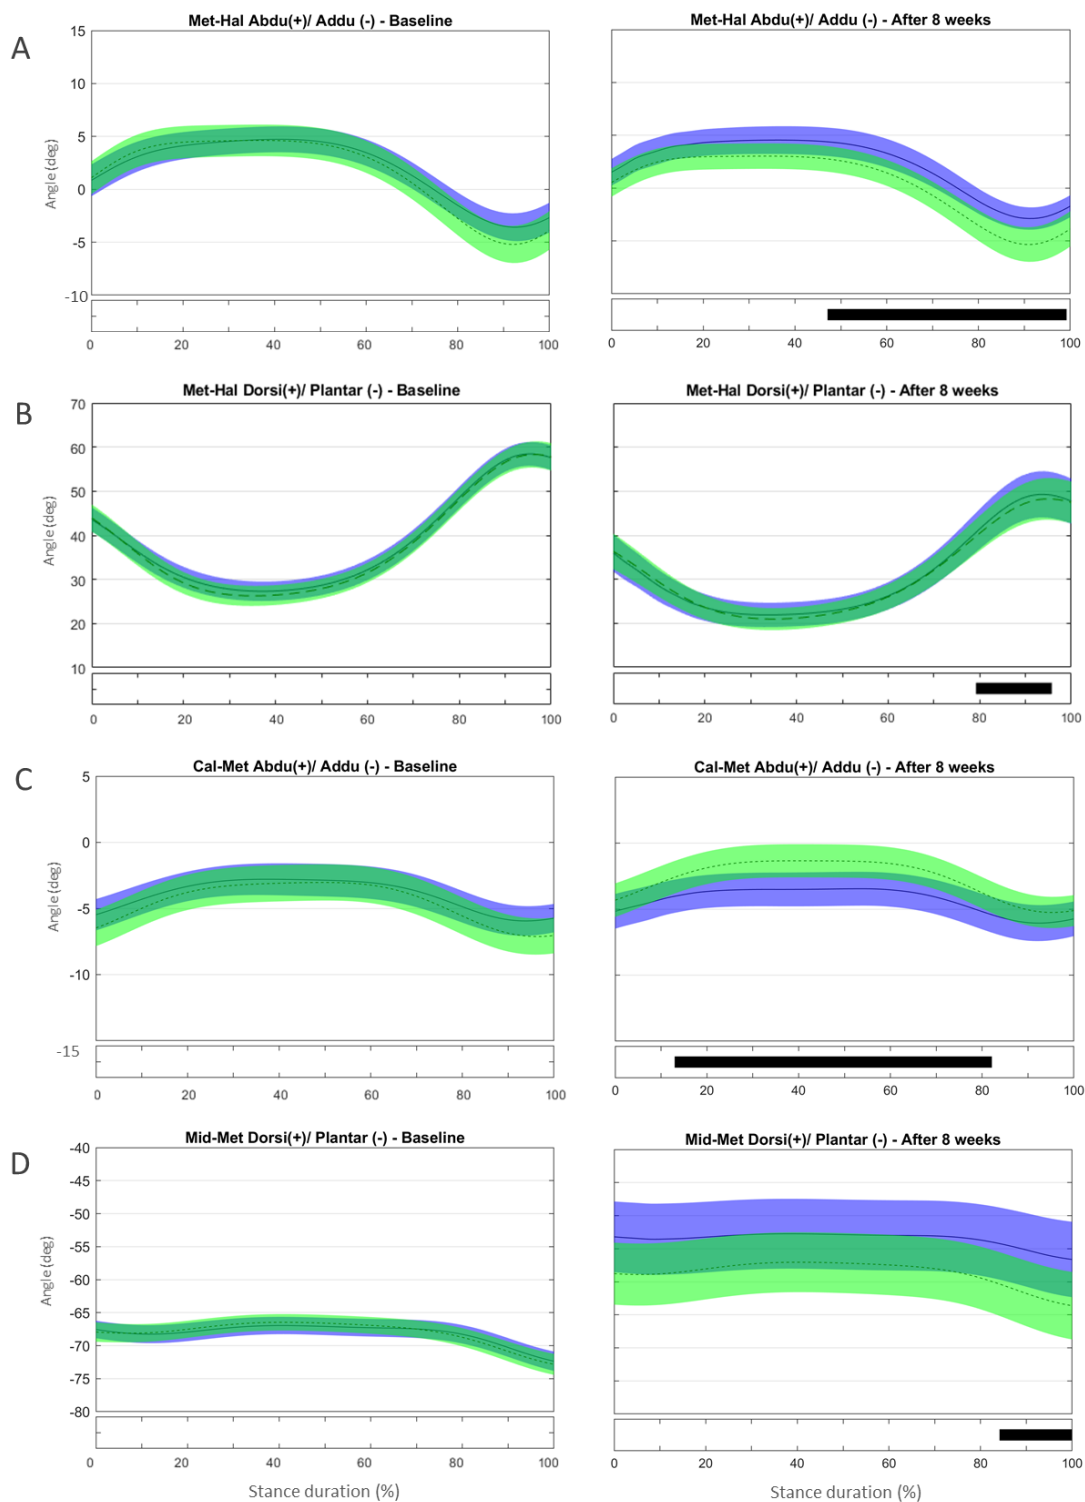 A
Met-Hal Abdu(+)/ Addu (-) - Baseline
Met-Hal Abdu(+)/ Addu (-) - After 8 weeks
15
10
5
0
-5
-10
Angle (deg)
0 20 40 60 80 100
0 20 40 60 80 100
B
Met-Hal Dorsi(+)/ Plantar (-) - Baseline
Met-Hal Dorsi(+)/ Plantar (-) - After 8 weeks
70
60
50
40
30
20
10
Angle (deg)
0 20 40 60 80 100
0 20 40 60 80 100
C
Cal-Met Abdu(+)/ Addu (-) - Baseline
Cal-Met Abdu(+)/ Addu (-) - After 8 weeks
5
0
-5
-10
-15
Angle (deg)
0 20 40 60 80 100
0 20 40 60 80 100
D
Mid-Met Dorsi(+)/ Plantar (-) - Baseline
Mid-Met Dorsi(+)/ Plantar (-) - After 8 weeks
-40
-45
-50
-55
-60
-65
-70
-75
-80
Angle (deg)
0 20 40 60 80 100
0 20 40 60 80 100
Stance duration (%)
Stance duration (%)